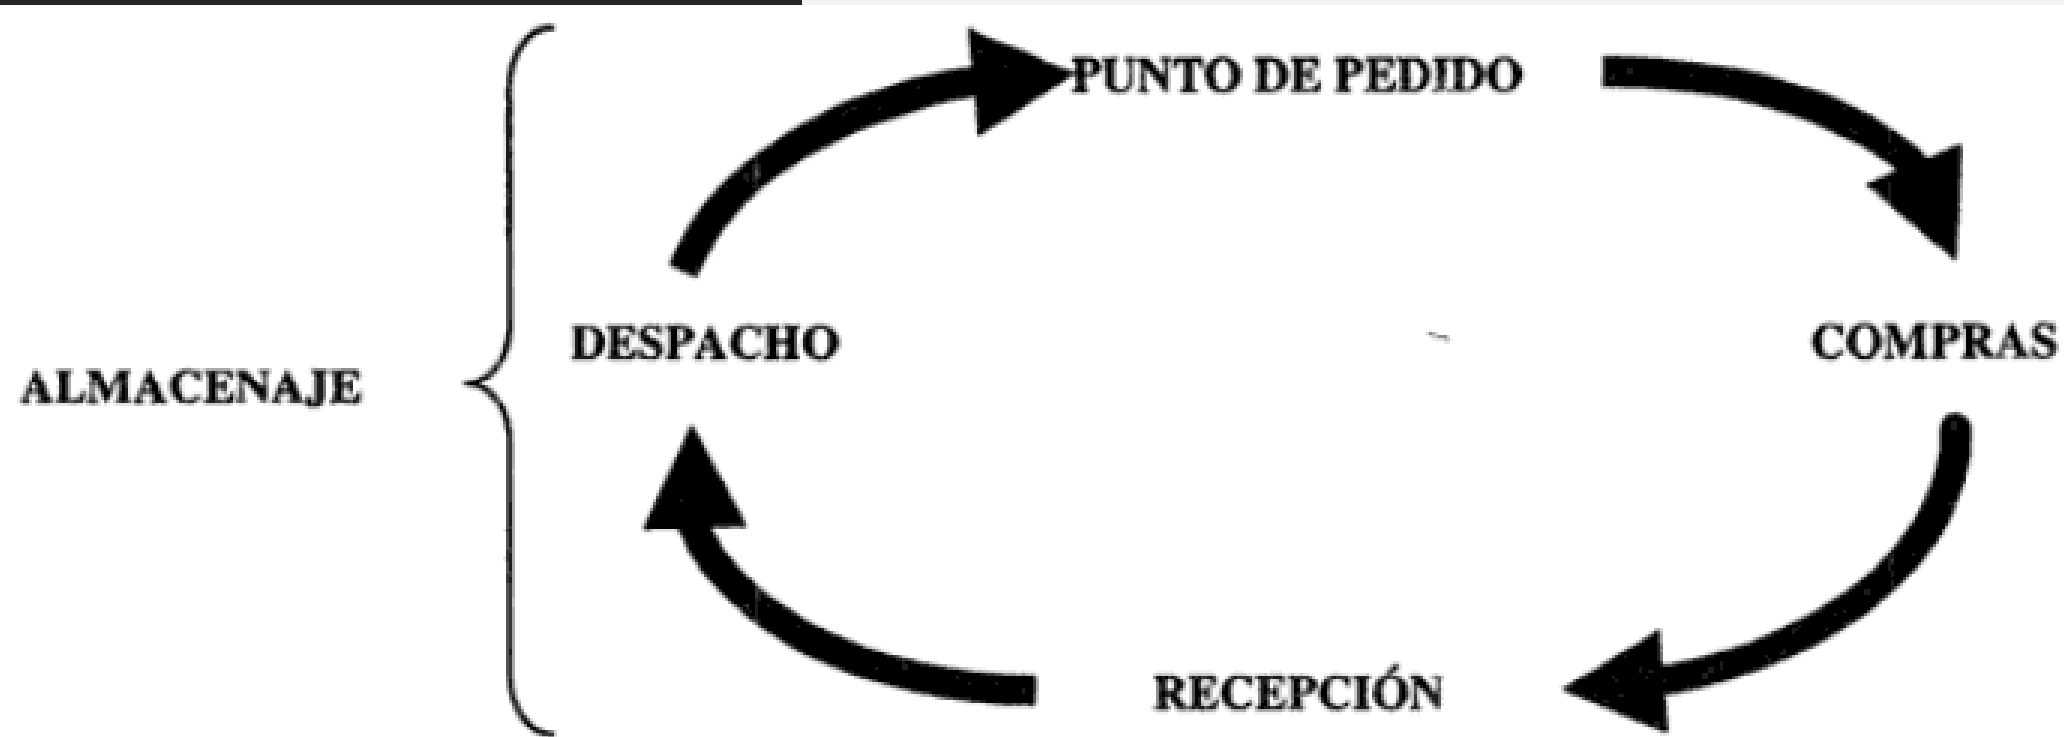 PUNTO DE PEDIDO
DESPACHO
COMPRAS
ALMACENAJE
RECEPCIÓN